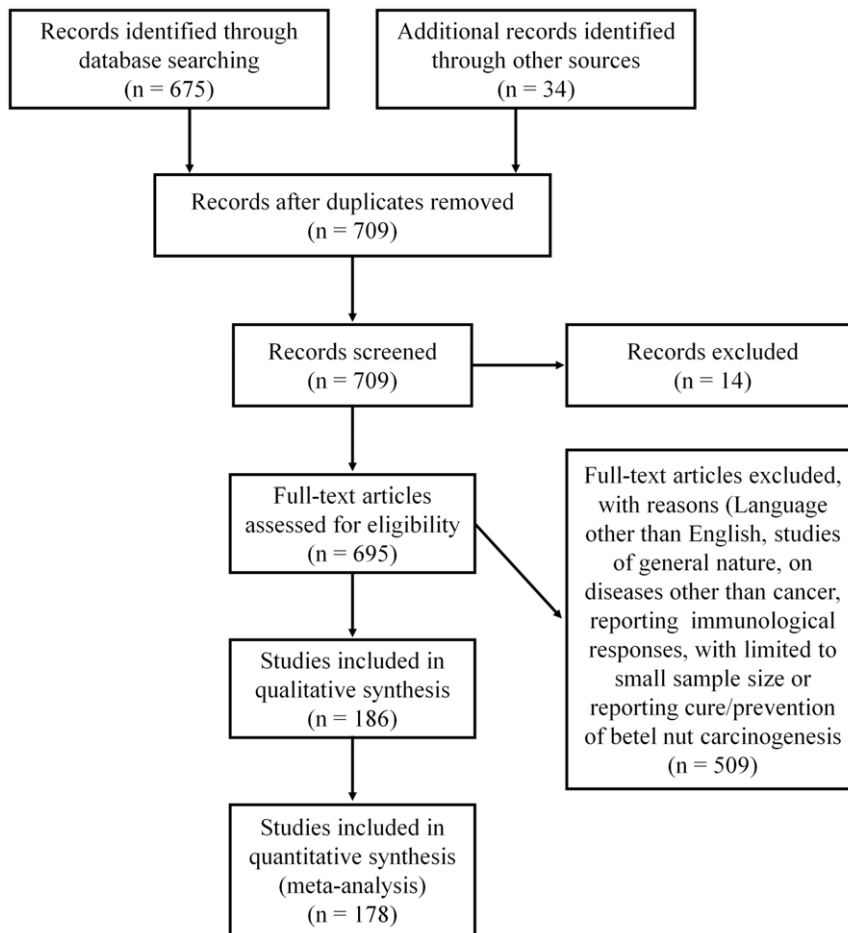 Records identified through
database searching
(n = 675)
Additional records identified
through other sources
(n = 34)
Records after duplicates removed
(n = 709)
Records screened
(n = 709)
Records excluded
(n = 14)
Full-text articles
assessed for eligibility
(n = 695)
Full-text articles excluded,
with reasons (Language
other than English, studies
of general nature, on
diseases other than cancer,
reporting immunological
responses, with limited to
small sample size or
reporting cure/prevention
of betel nut carcinogenesis
(n = 509)
Studies included in
qualitative synthesis
(n = 186)
Studies included in
quantitative synthesis
(meta-analysis)
(n = 178)